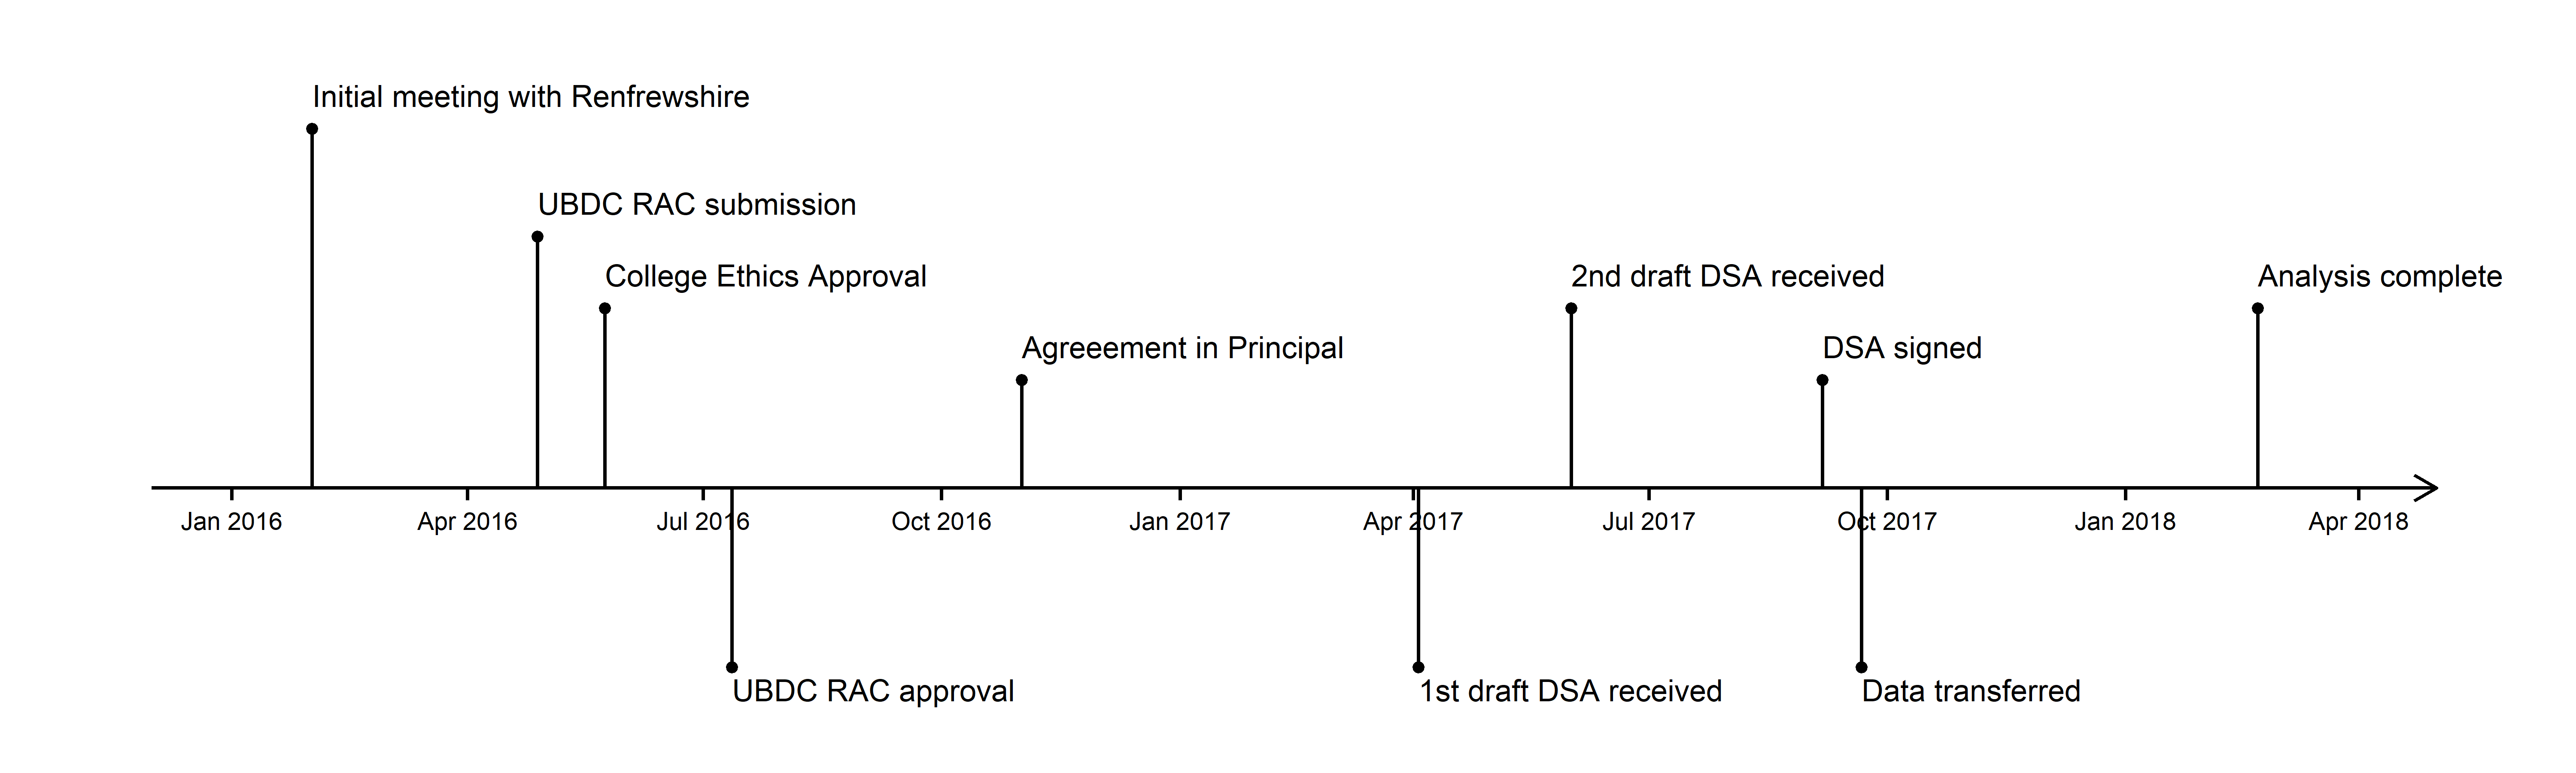 Initial meeting with Renfrewshire
UBDC RAC submission
College Ethics Approval
2nd draft DSA received
Analysis complete
Agreeement in Principal
DSA signed
Jan 2016
Apr 2016
Jul 2016
Oct 2016
Jan 2017
Apr 2017
Jul 2017
Oct 2017
Jan 2018
Apr 2018
UBDC RAC approval
1st draft DSA received
Data transferred